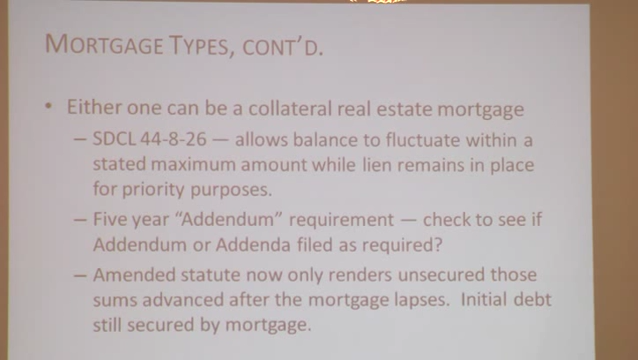 MORTGAGE TYPES, CONT'D.
• Either one can be a collateral real estate mortgage
– SDCL 44-8-26 — allows balance to fluctuate within a
stated maximum amount while lien remains in place
for priority purposes.
– Five year “Addendum” requirement — check to see if
Addendum or Addenda filed as required?
– Amended statute now only renders unsecured those
sums advanced after the mortgage lapses. Initial debt
still secured by mortgage.